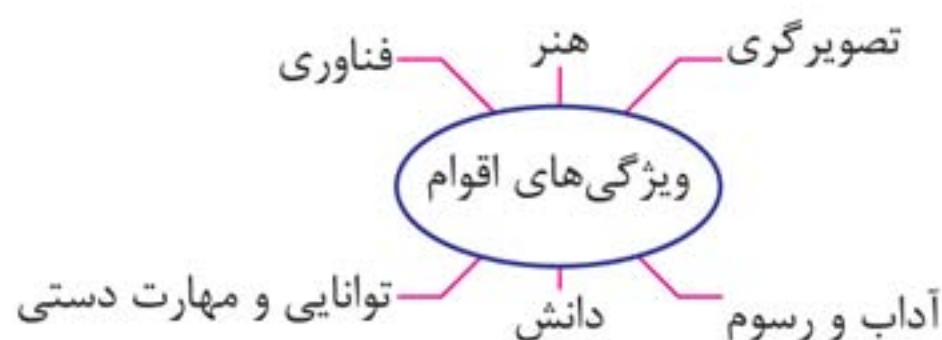 تصویرگری
هنر
فناوری
ویژگی‌های اقوام
آداب و رسوم
دانش
توانایی و مهارت دستی